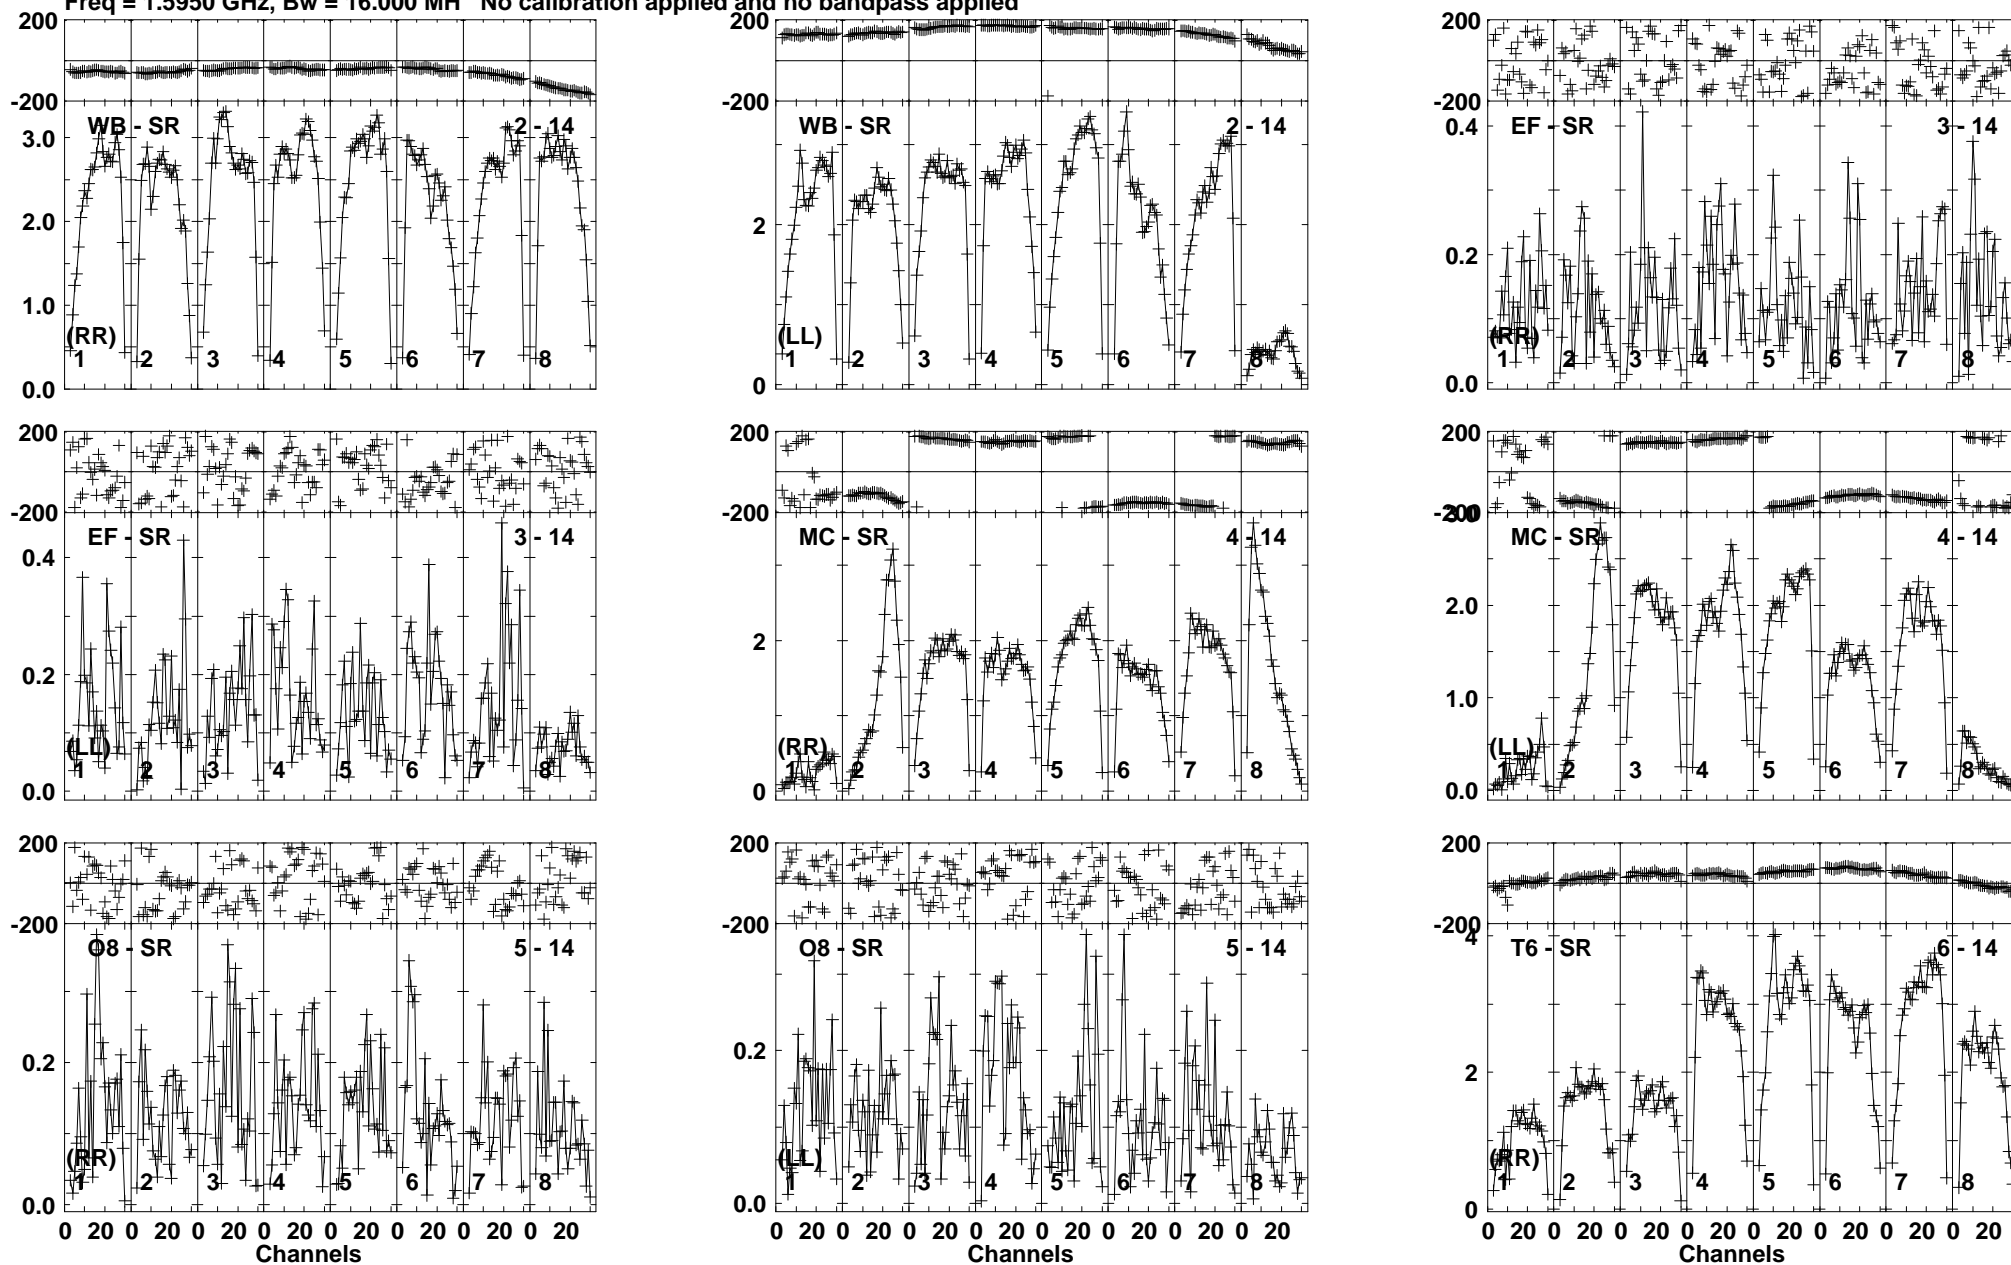 Freq = 1.5950 GHz, Bw = 16.000 MH No calibration applied and no bandpass applied
200 200 200
-200 -200 -200
WB - SR 2 - 14 WB - SR 2 - 14 EF - SR 3 - 14
3.0 0.4
2.0 2 0.2
1.0
(RR) (LL) (RR)
1 2 3 4 5 6 7 8 1 2 3 4 5 6 7 8 1 2 3 4 5 6 7 8
0.0 0 0.0
200 200 200
-200 -200 -200
3.0
EF - SR 3 - 14 MC - SR 4 - 14 MC - SR 4 - 14
0.4
2 2.0
0.2
1.0
(LL) (RR) (LL)
1 2 3 4 5 6 7 8 1 2 3 4 5 6 7 8 1 2 3 4 5 6 7 8
0.0 0 0.0
200 200 200
-200 -200 -200
4
O8 - SR 5 - 14 O8 - SR 5 - 14 T6 - SR 6 - 14
0.2 0.2 2
(RR) (LL) (RR)
1 2 3 4 5 6 7 8 1 2 3 4 5 6 7 8 1 2 3 4 5 6 7 8
0.0 0.0 0
0 20 0 20 0 20 0 20 0 20 0 20 0 20 0 20 0 20 0 20 0 20 0 20 0 20 0 20 0 20 0 20 0 20 0 20 0 20 0 20 0 20 0 20 0 20 0 20
Channels Channels Channels